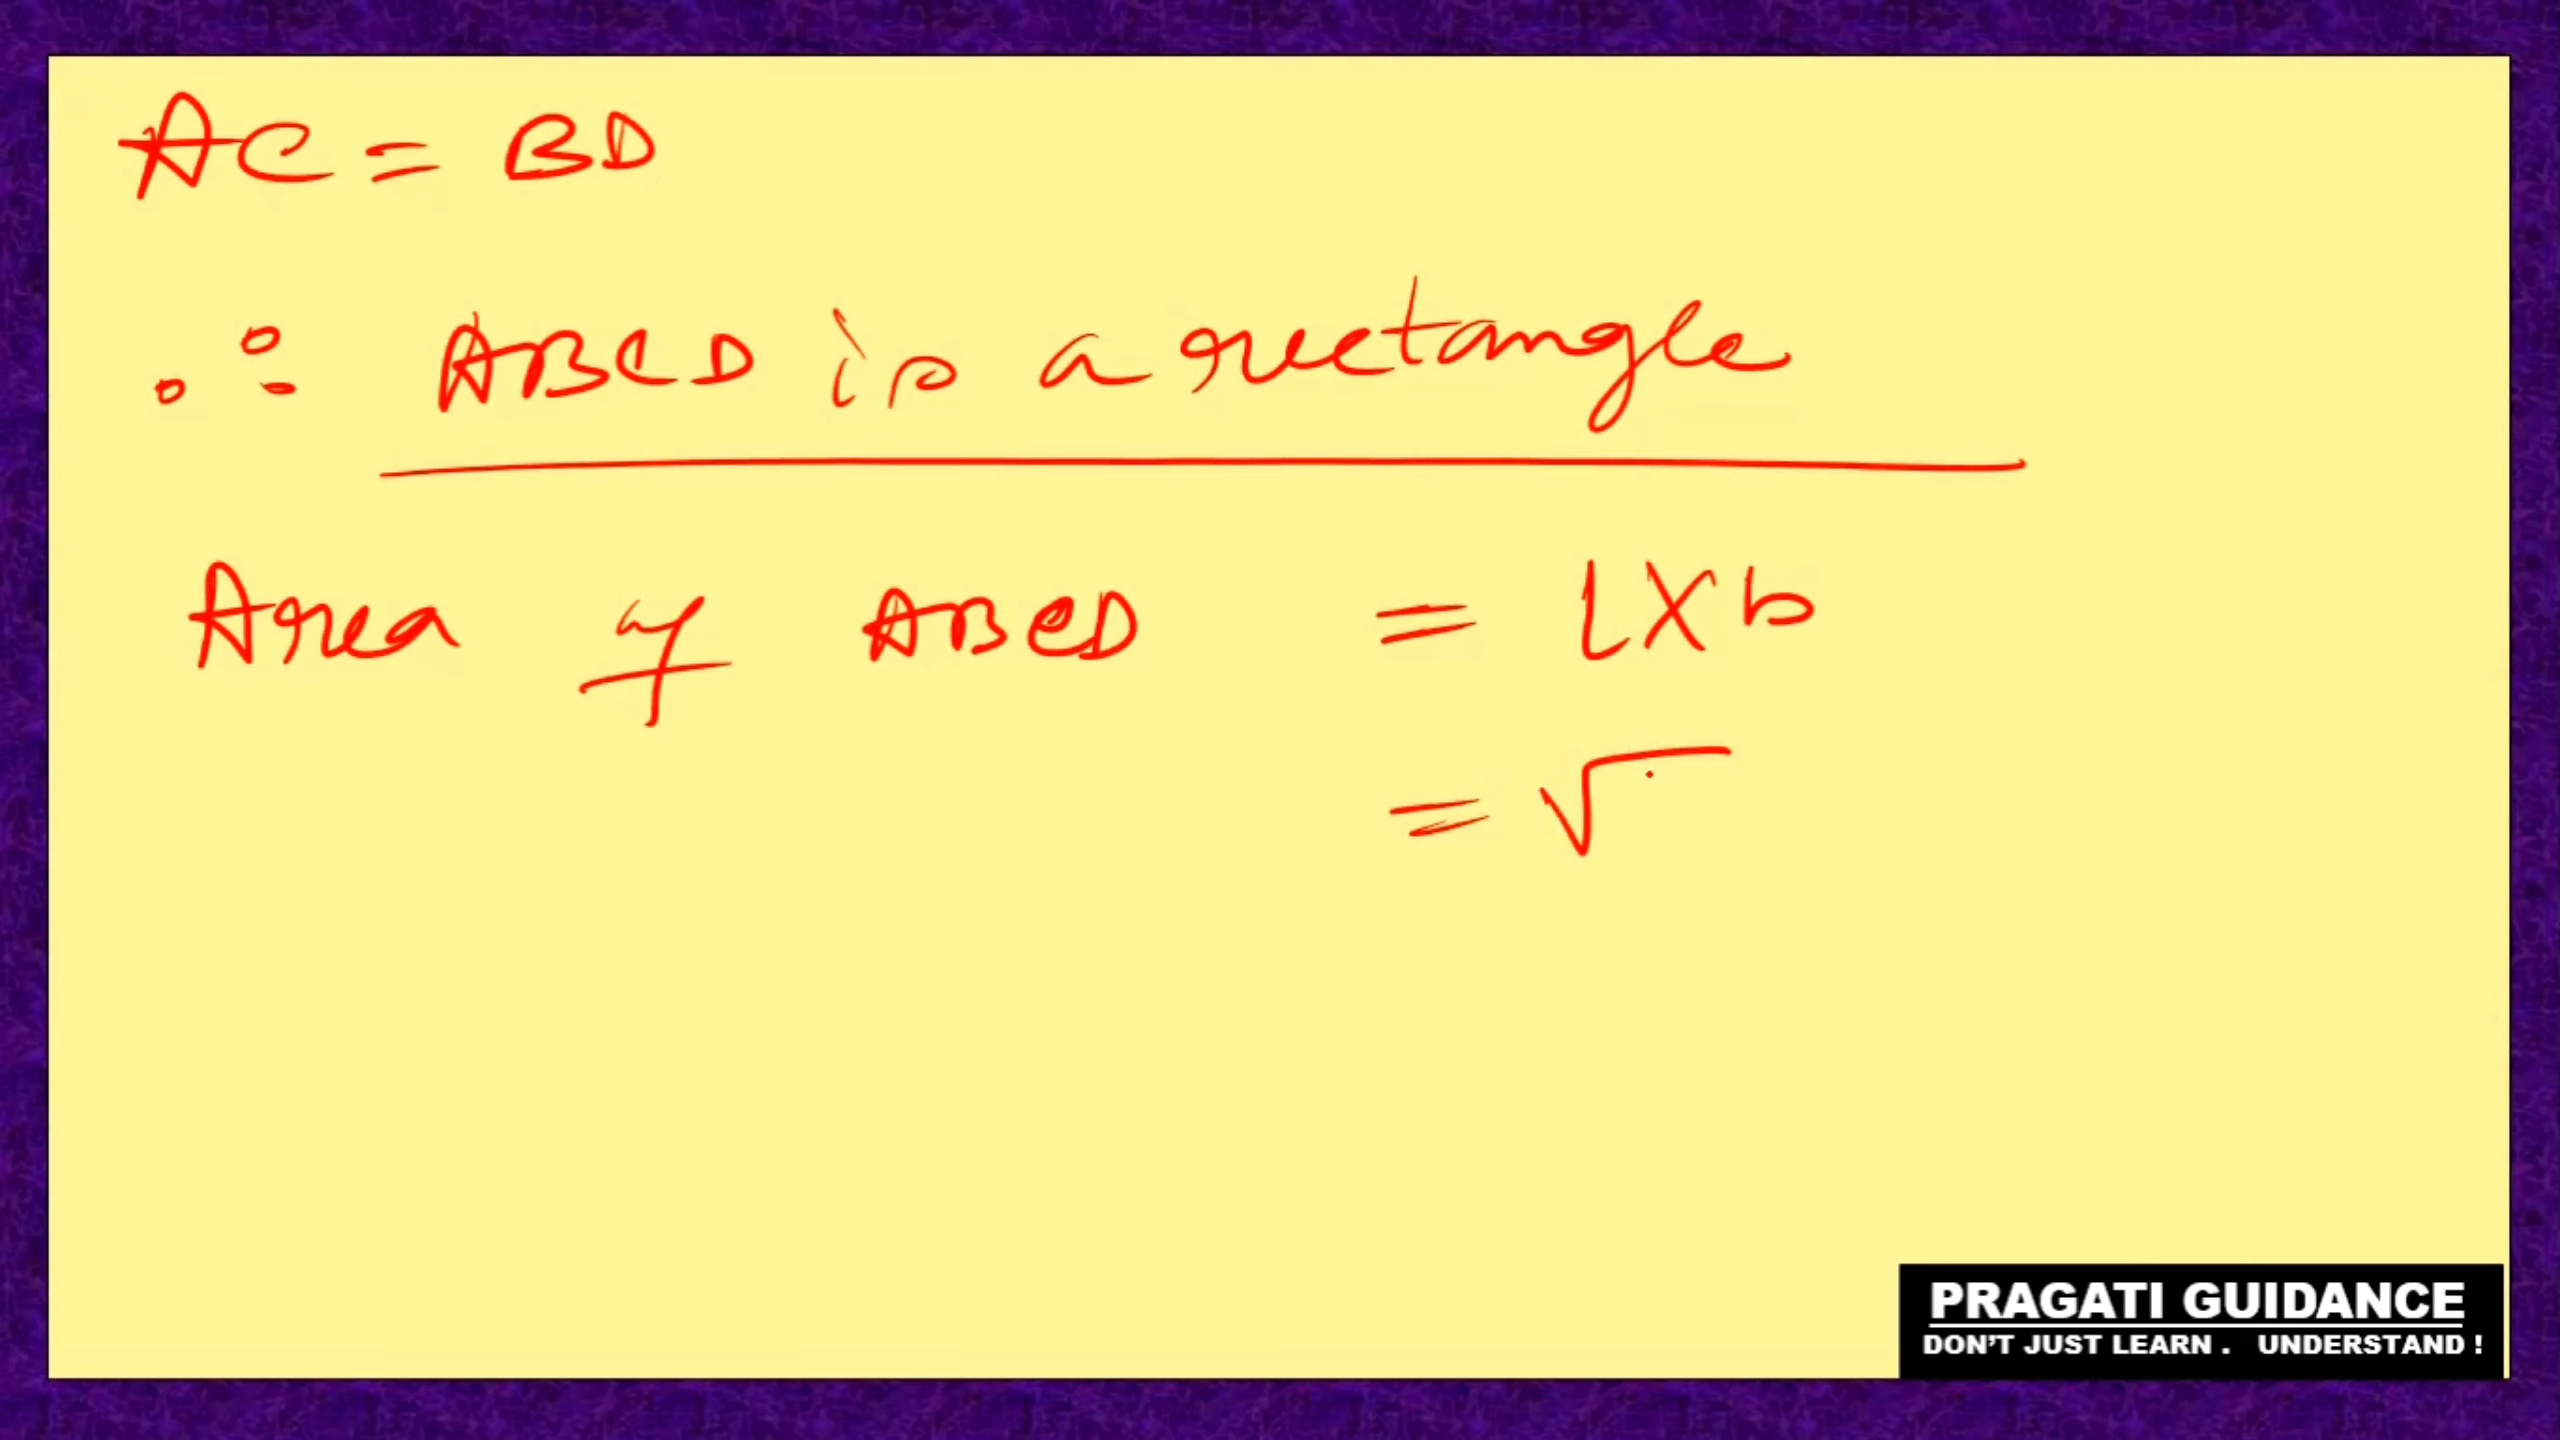 AC = BD
∴ ABCD is a rectangle
Area of ABCD = l X b
= √
PRAGATI GUIDANCE
DON'T JUST LEARN . UNDERSTAND !